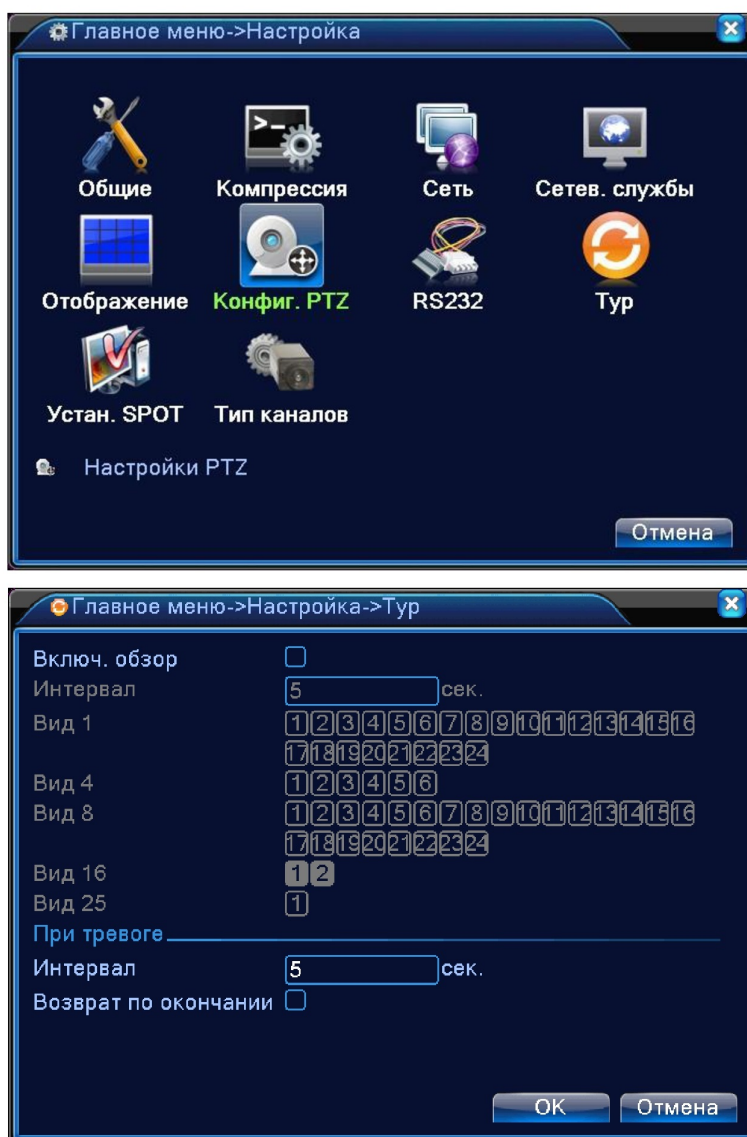 Главное меню->Настройка
Общие Компрессия Сеть Сетев. службы
Отображение Конфиг. PTZ RS232 Тур
Устан. SPOT Тип каналов
Настройки PTZ
Отмена
Главное меню->Настройка->Тур
Включ. обзор
Интервал 5 сек.
Вид 1 1 2 3 4 5 6 7 8 9 10 11 12 13 14 15 16
17 18 19 20 21 22 23 24
Вид 4 1 2 3 4 5 6
Вид 8 1 2 3 4 5 6 7 8 9 10 11 12 13 14 15 16
17 18 19 20 21 22 23 24
Вид 16 1 2
Вид 25 1
При тревоге
Интервал 5 сек.
Возврат по окончании
OK Отмена